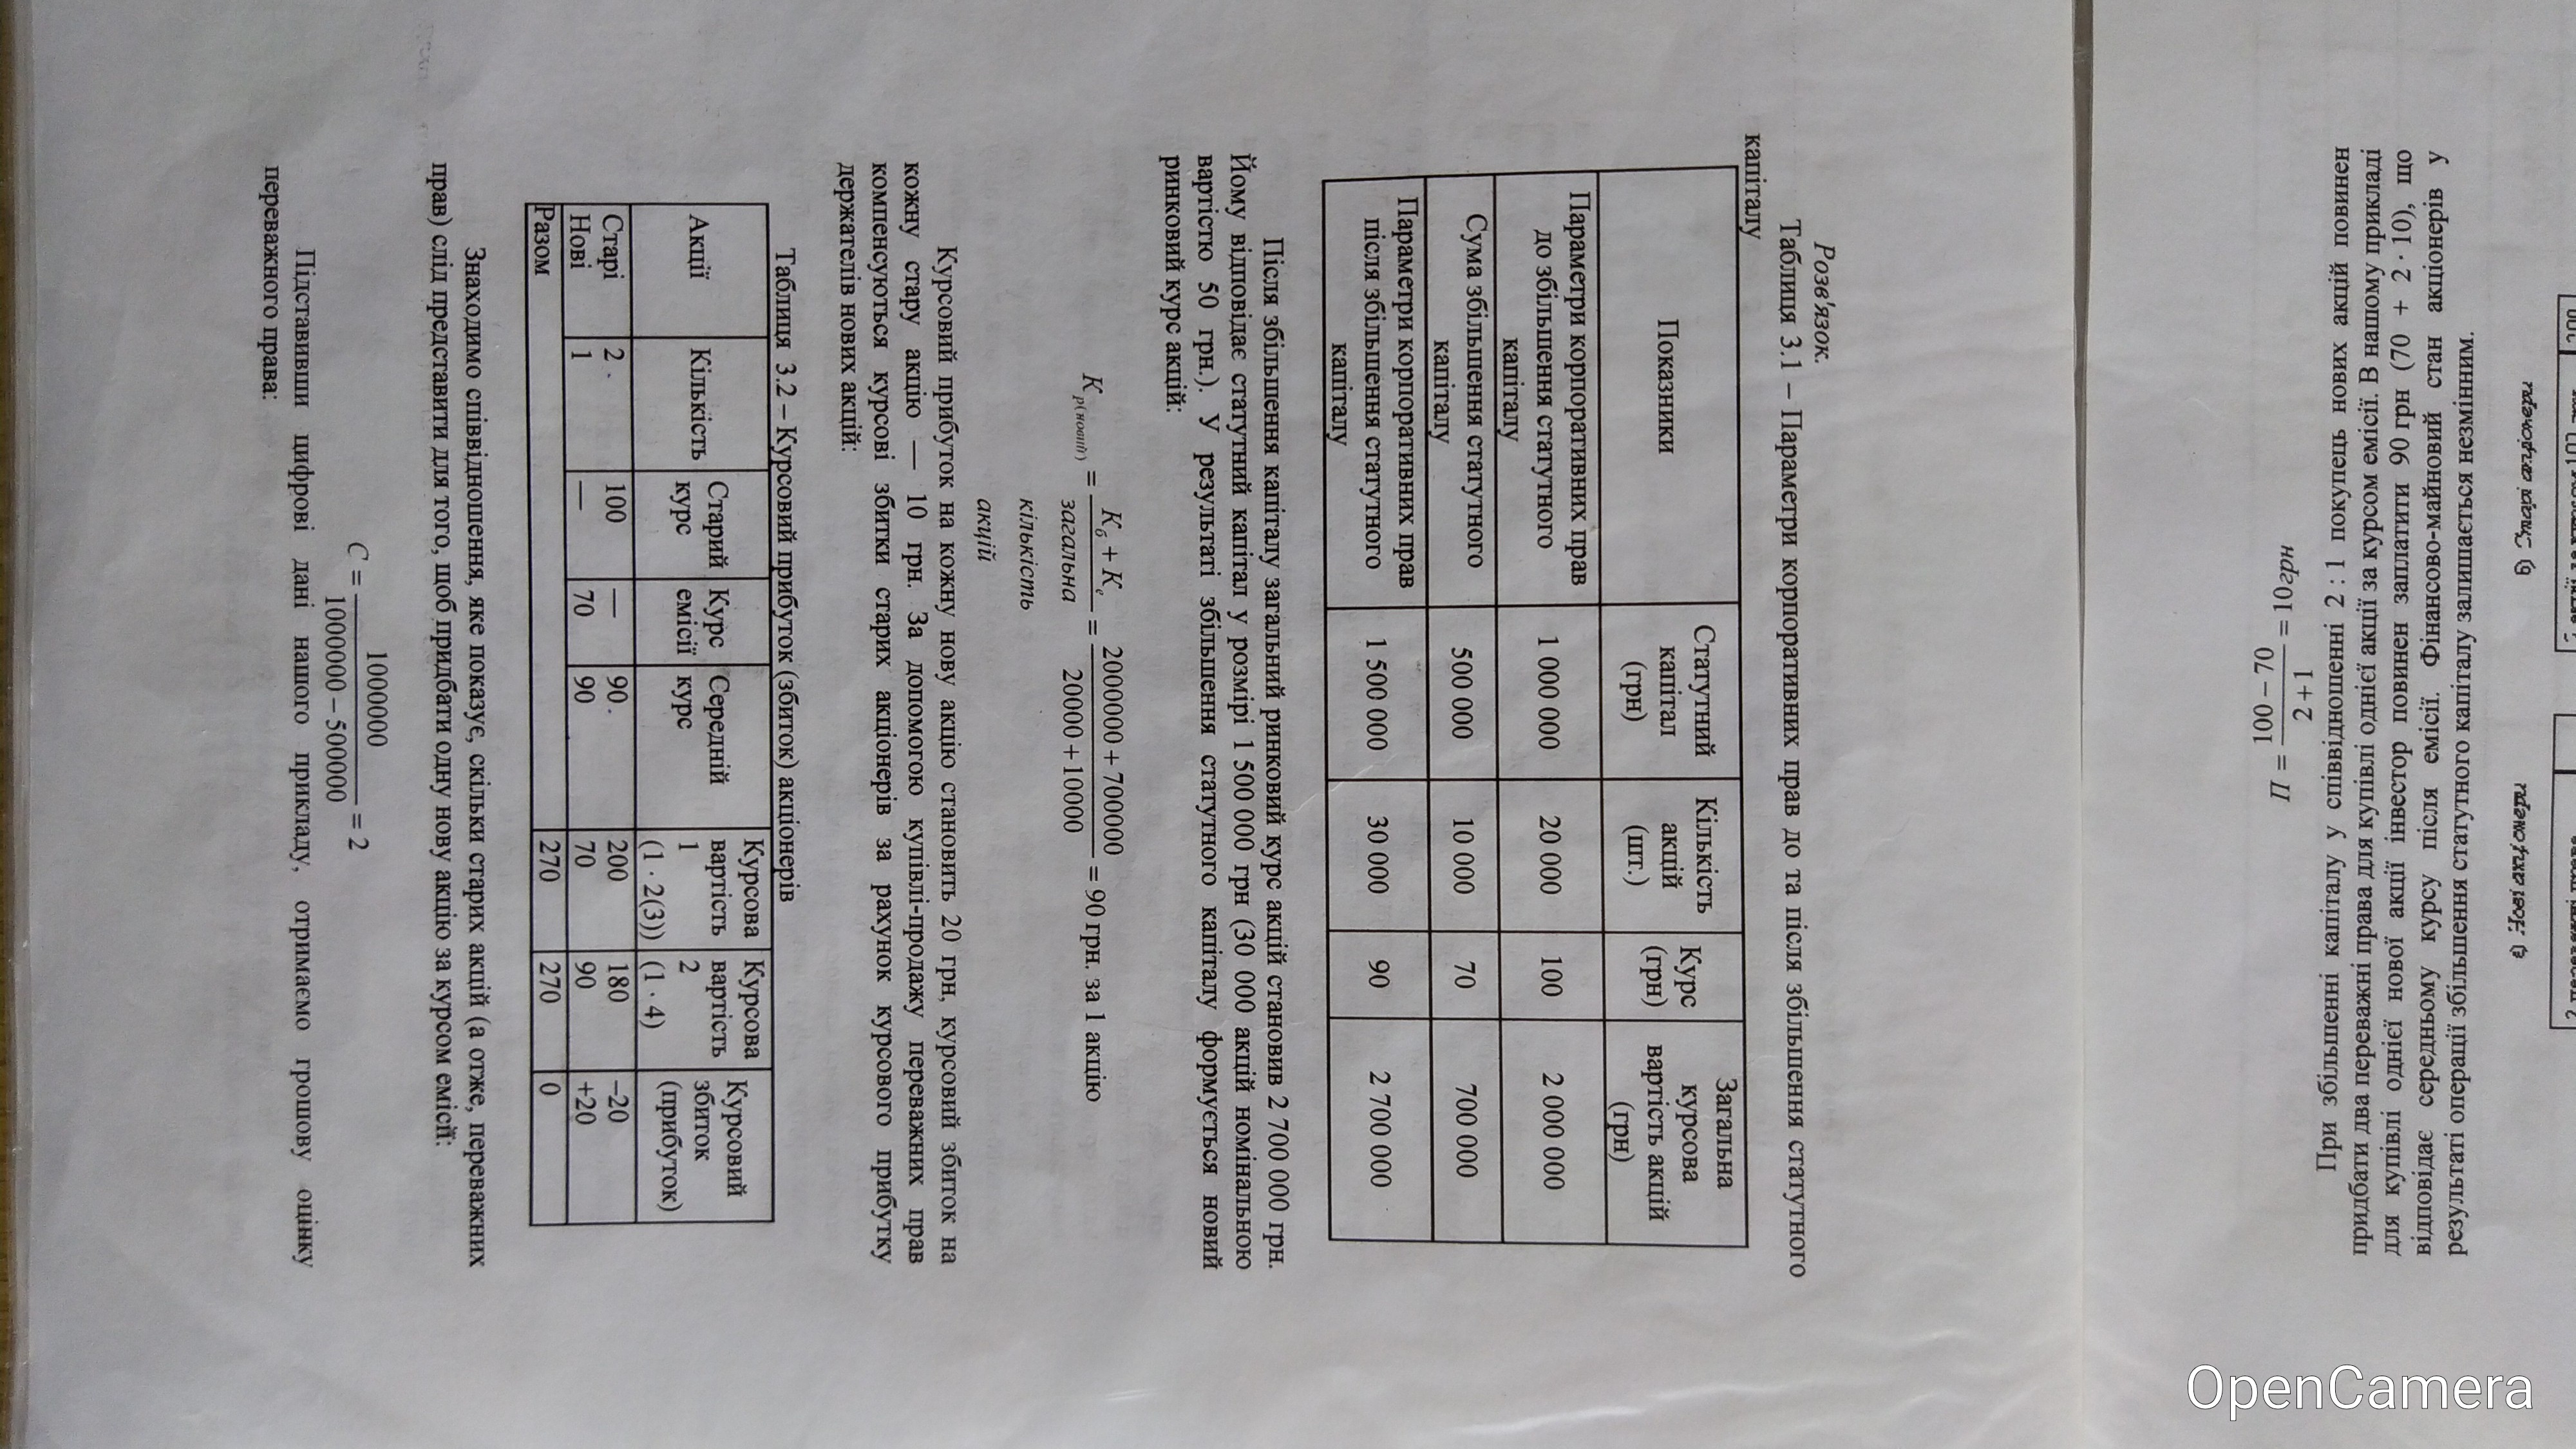 Розв'язок.
Таблиця 3.1 – Параметри корпоративних прав до та після збільшення статутного
капіталу
Показники
Статутний
капітал
(грн)
Кількість
акцій
(шт.)
Курс
(грн)
Загальна
курсова
вартість акцій
(грн)
Параметри корпоративних прав
до збільшення статутного
капіталу
1 000 000
20 000
100
2 000 000
Сума збільшення статутного
капіталу
500 000
10 000
70
700 000
Параметри корпоративних прав
після збільшення статутного
капіталу
1 500 000
30 000
90
2 700 000
Після збільшення капіталу загальний ринковий курс акцій становив 2 700 000 грн.
Йому відповідає статутний капітал у розмірі 1 500 000 грн (30 000 акцій номінальною
вартістю 50 грн.). У результаті збільшення статутного капіталу формується новий
ринковий курс акцій:
К р(новий) = (К б + К е) / (загальна кількість акцій) = (2000000 + 700000) / (20000 + 10000) = 90 грн. за 1 акцію
Курсовий прибуток на кожну нову акцію становить 20 грн, курсовий збиток на
кожну стару акцію — 10 грн. За допомогою купівлі-продажу переважних прав
компенсуються курсові збитки старих акціонерів за рахунок курсового прибутку
держателів нових акцій:
Таблиця 3.2 – Курсовий прибуток (збиток) акціонерів
Акції
Кількість
Старий
курс
Курс
емісії
Середній
курс
Курсова
вартість
1
(1 · 2(3))
Курсова
вартість
2
(1 · 4)
Курсовий
збиток
(прибуток)
Старі 2 100 — 90 200 180 –20
Нові 1 — 70 90 70 90 +20
Разом 270 270 0
Знаходимо співвідношення, яке показує, скільки старих акцій (а отже, переважних
прав) слід представити для того, щоб придбати одну нову акцію за курсом емісії:
С = 1000000 / (1000000 – 500000) = 2
Підставивши цифрові дані нашого прикладу, отримаємо грошову оцінку
переважного права:
П = (100 – 70) / (2 + 1) = 10грн
При збільшенні капіталу у співвідношенні 2 : 1 покупець нових акцій повинен
придбати два переважні права для купівлі однієї акції за курсом емісії. В нашому прикладі
для купівлі однієї нової акції інвестор повинен заплатити 90 грн (70 + 2 · 10), що
відповідає середньому курсу після емісії. Фінансово-майновий стан акціонерів у
результаті операції збільшення статутного капіталу залишається незмінним.
OpenCamera